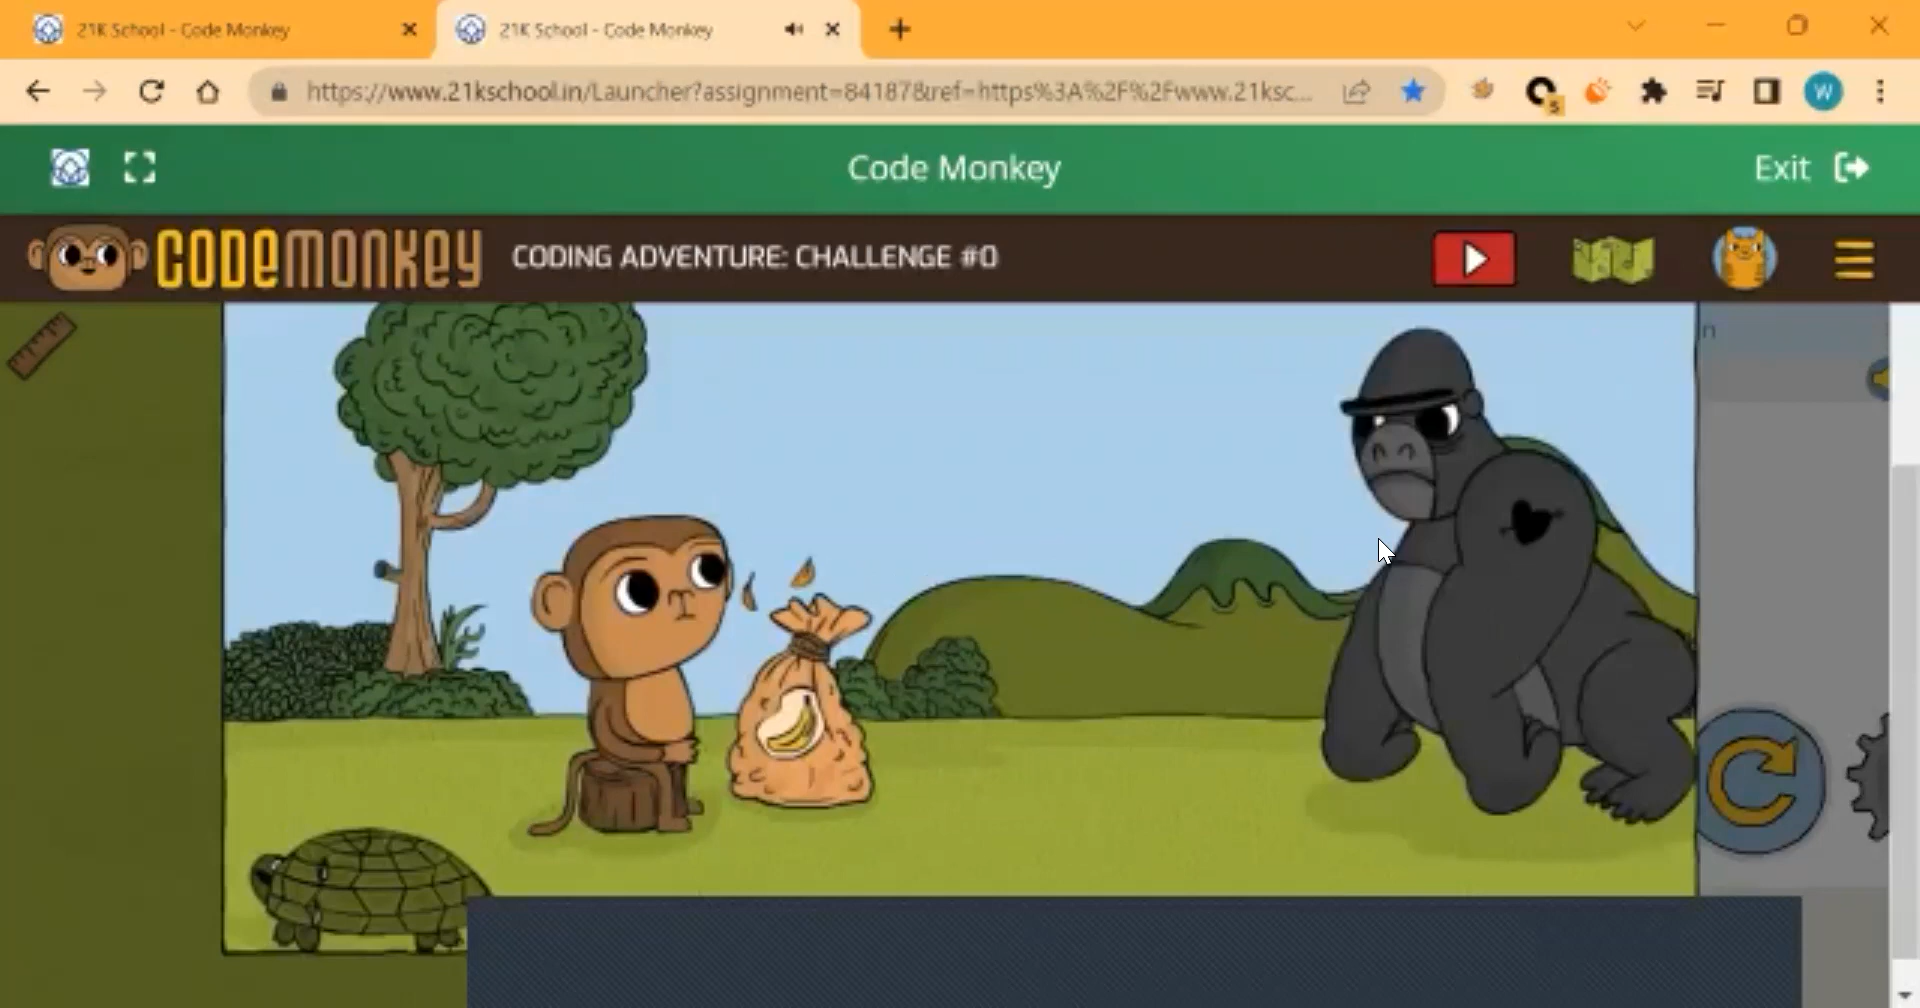 21K School - Code Monkey
21K School - Code Monkey
https://www.21kschool.in/Launcher?assignment=84187&ref=https%3A%2F%2Fwww.21ksc...
5
W
Code Monkey
Exit
CODEMONKEY
CODING ADVENTURE: CHALLENGE #0
n